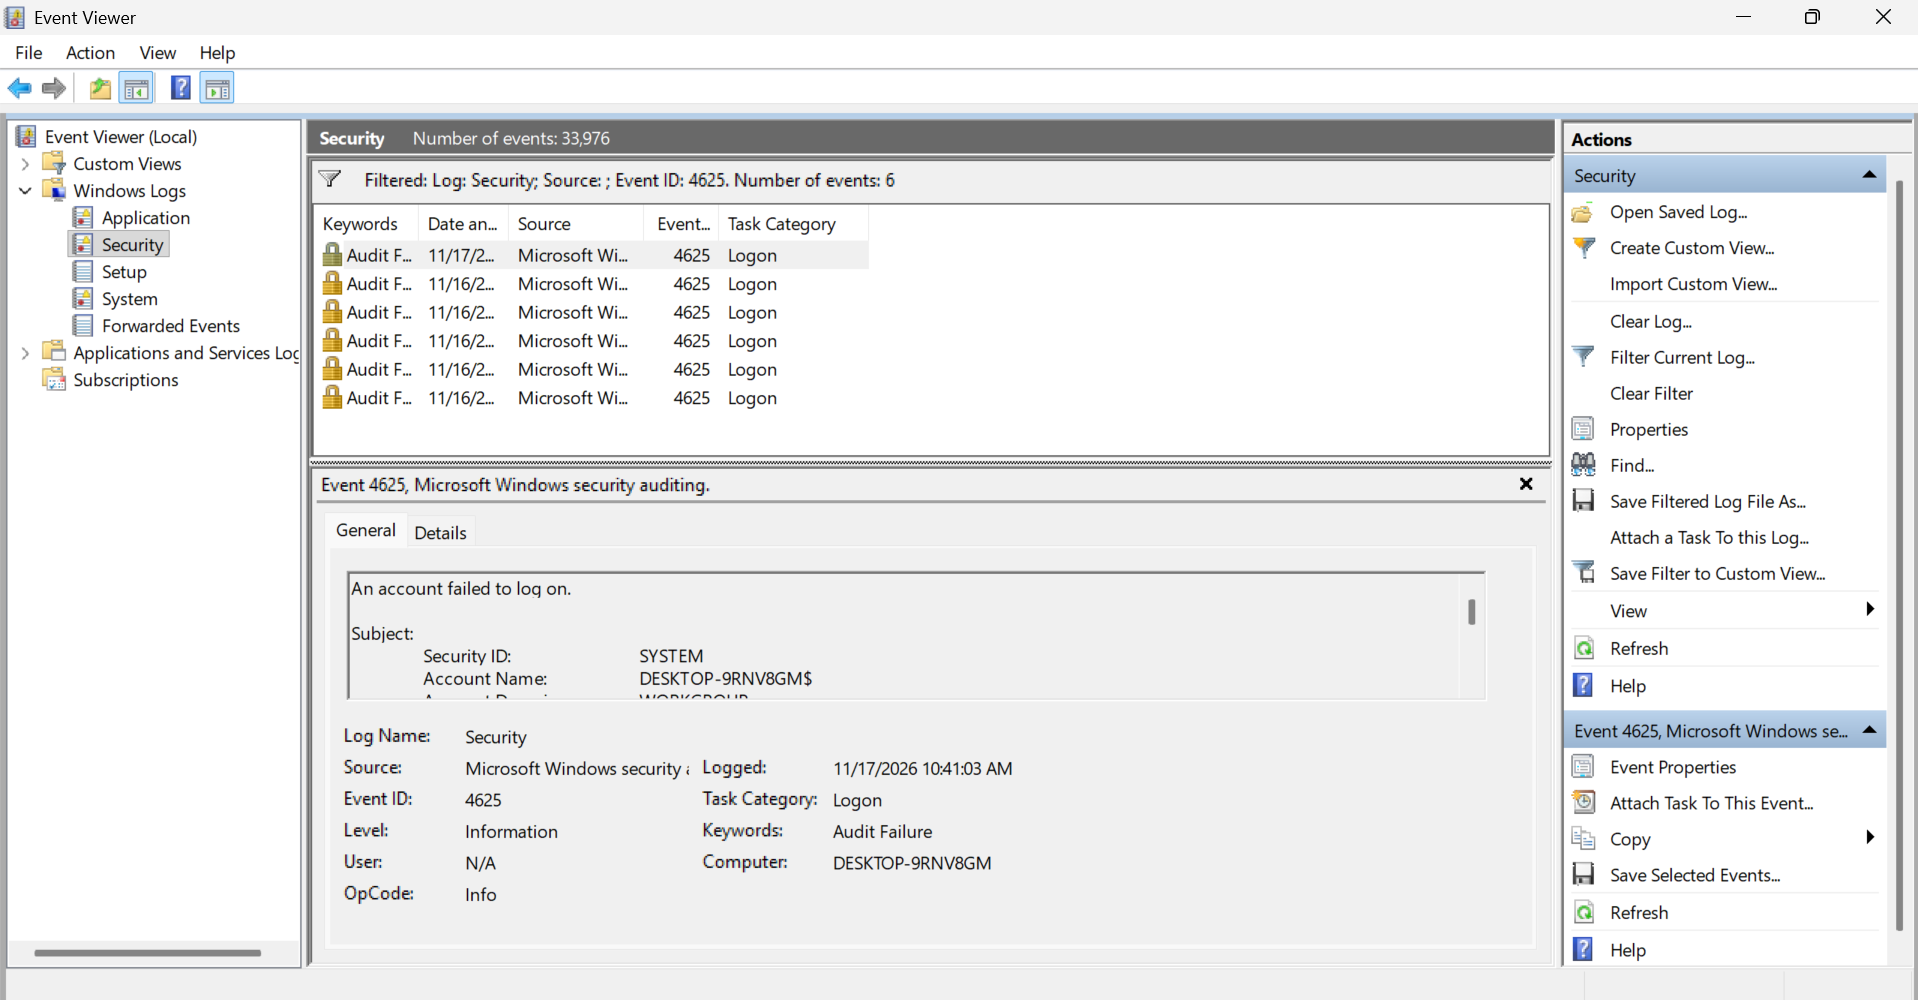 Event Viewer
File Action View Help
Event Viewer (Local)
Custom Views
Windows Logs
Application
Security
Setup
System
Forwarded Events
Applications and Services Log
Subscriptions
Security Number of events: 33,976
Filtered: Log: Security; Source: ; Event ID: 4625. Number of events: 6
Keywords Date an... Source Event... Task Category
Audit F... 11/17/2... Microsoft Wi... 4625 Logon
Audit F... 11/16/2... Microsoft Wi... 4625 Logon
Audit F... 11/16/2... Microsoft Wi... 4625 Logon
Audit F... 11/16/2... Microsoft Wi... 4625 Logon
Audit F... 11/16/2... Microsoft Wi... 4625 Logon
Audit F... 11/16/2... Microsoft Wi... 4625 Logon
Event 4625, Microsoft Windows security auditing.
General Details
An account failed to log on.
Subject:
Security ID: SYSTEM
Account Name: DESKTOP-9RNV8GM$
Log Name: Security
Source: Microsoft Windows security Logged: 11/17/2026 10:41:03 AM
Event ID: 4625 Task Category: Logon
Level: Information Keywords: Audit Failure
User: N/A Computer: DESKTOP-9RNV8GM
OpCode: Info
Actions
Security
Open Saved Log...
Create Custom View...
Import Custom View...
Clear Log...
Filter Current Log...
Clear Filter
Properties
Find...
Save Filtered Log File As...
Attach a Task To this Log...
Save Filter to Custom View...
View
Refresh
Help
Event 4625, Microsoft Windows se...
Event Properties
Attach Task To This Event...
Copy
Save Selected Events...
Refresh
Help